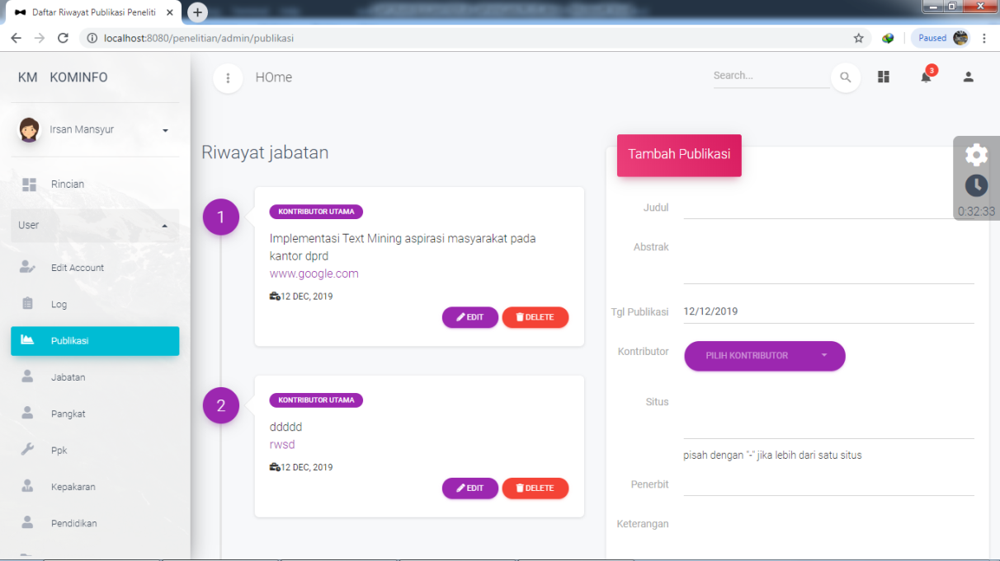 Daftar Riwayat Publikasi Peneliti
localhost:8080/penelitian/admin/publikasi
Paused
KM KOMINFO
Irsan Mansyur
Rincian
User
Edit Account
Log
Publikasi
Jabatan
Pangkat
Ppk
Kepakaran
Pendidikan
HOme
Search...
3
Riwayat jabatan
1
KONTRIBUTOR UTAMA
Implementasi Text Mining aspirasi masyarakat pada
kantor dprd
www.google.com
12 DEC, 2019
EDIT
DELETE
2
KONTRIBUTOR UTAMA
ddddd
rwsd
12 DEC, 2019
EDIT
DELETE
Tambah Publikasi
Judul
Abstrak
Tgl Publikasi 12/12/2019
Kontributor PILIH KONTRIBUTOR
Situs
pisah dengan "-" jika lebih dari satu situs
Penerbit
Keterangan
0:32:33